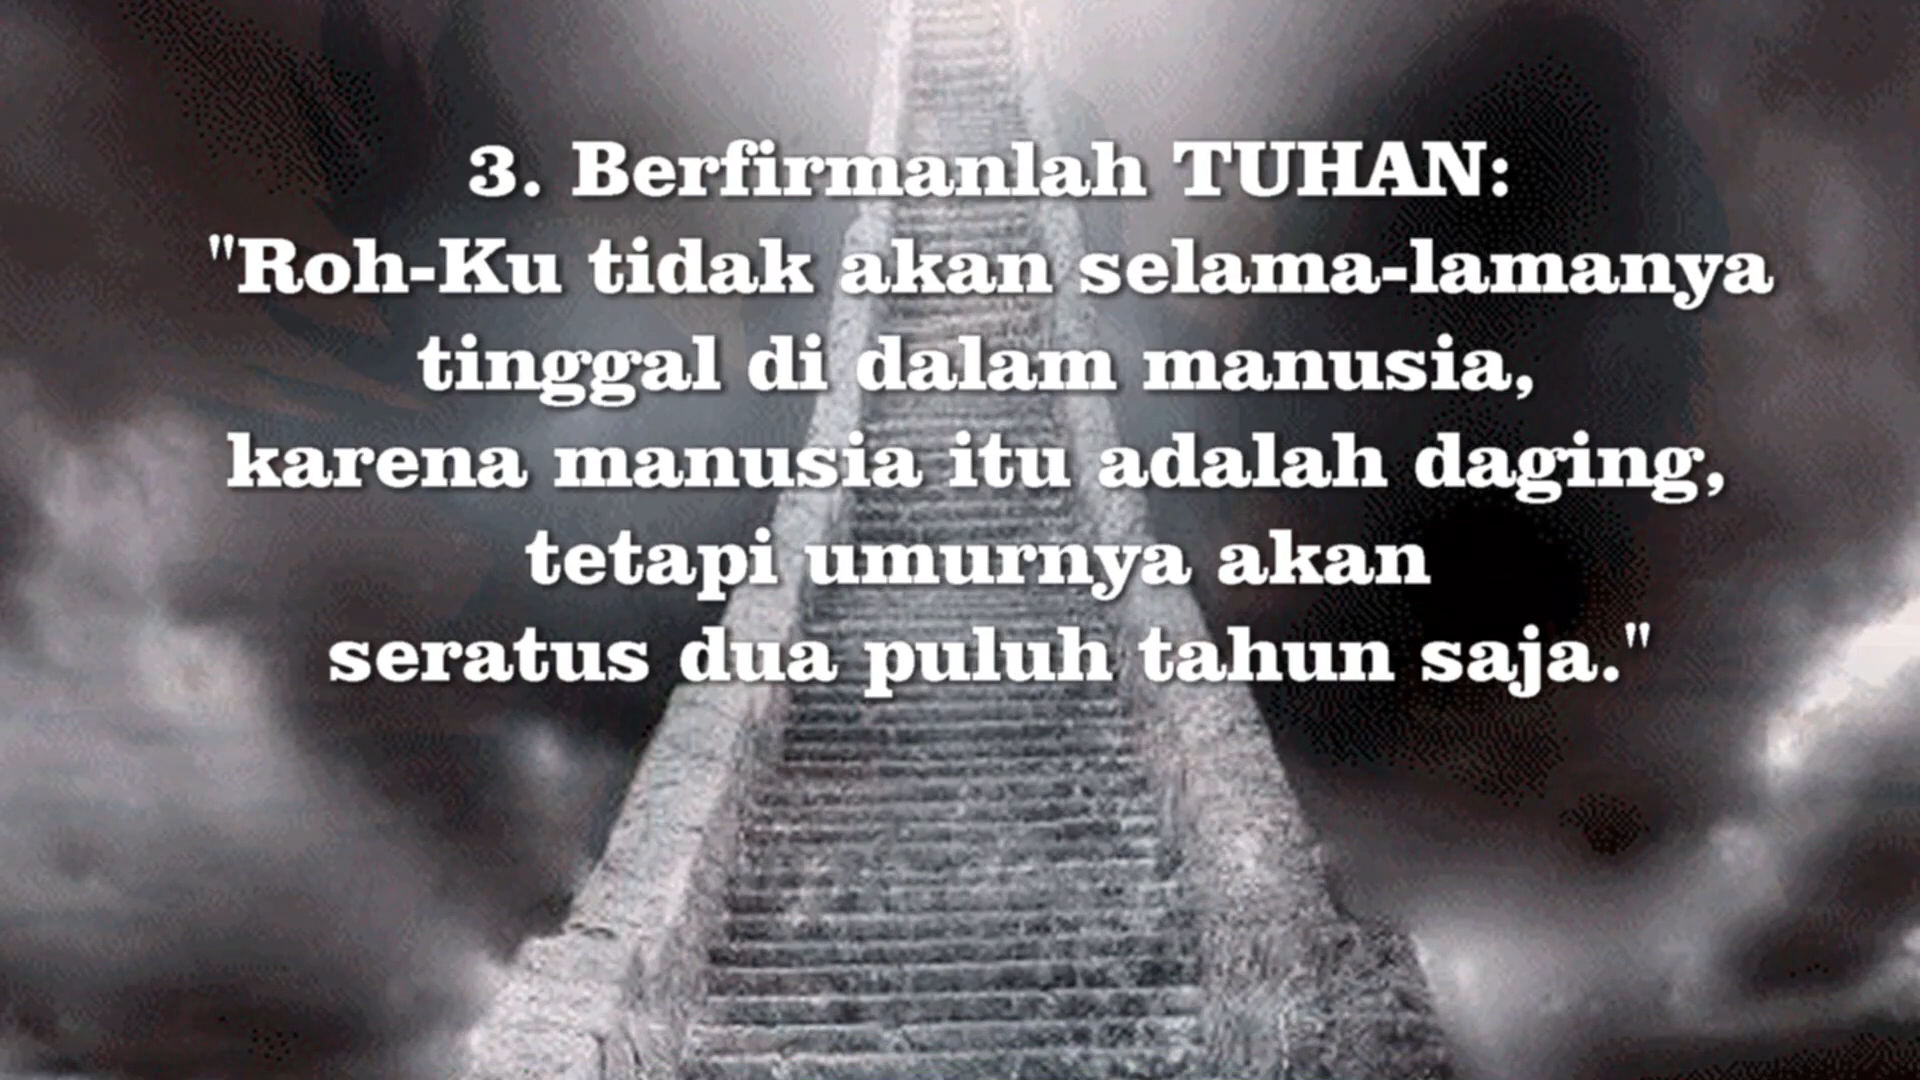 3. Berfirmanlah TUHAN:
"Roh-Ku tidak akan selama-lamanya
tinggal di dalam manusia,
karena manusia itu adalah daging,
tetapi umurnya akan
seratus dua puluh tahun saja."